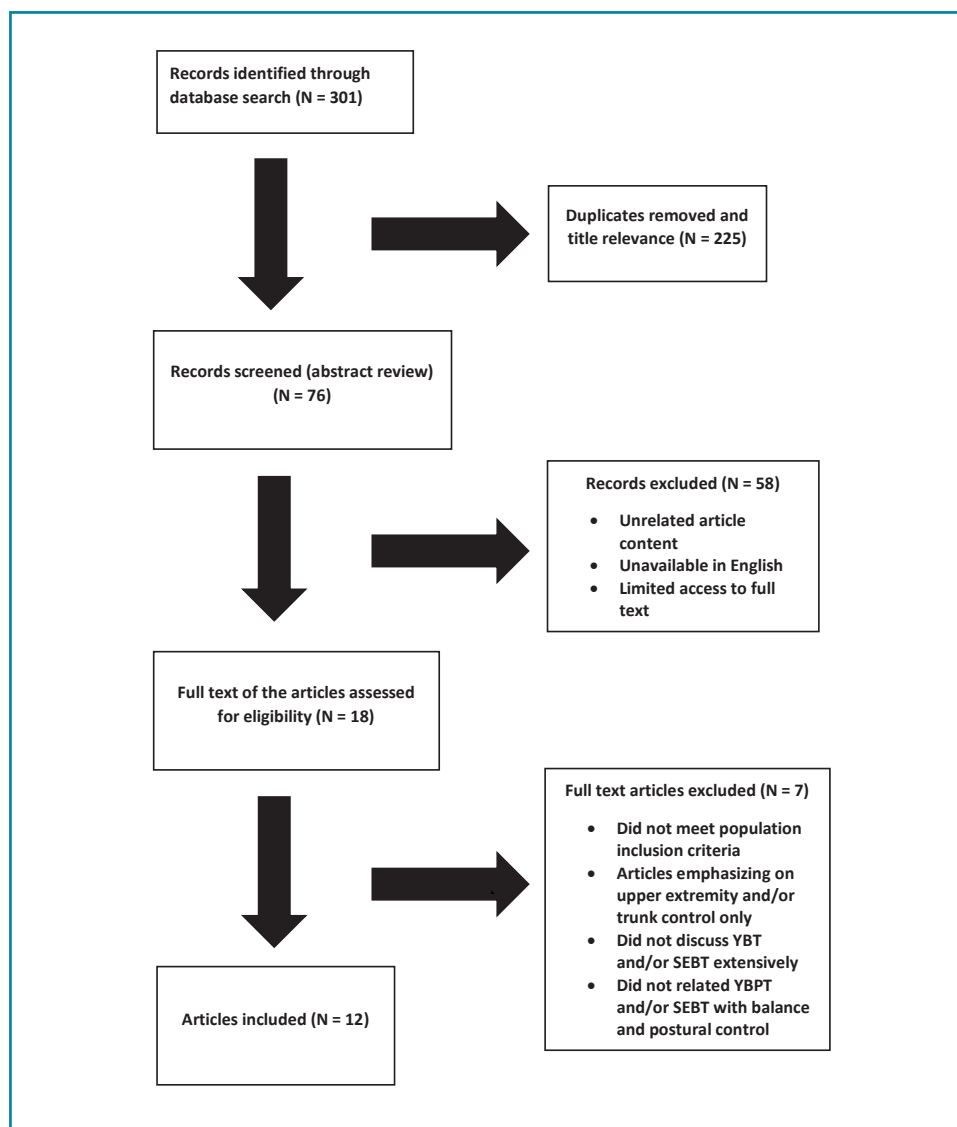 Records identified through
database search (N = 301)
Duplicates removed and
title relevance (N = 225)
Records screened (abstract review)
(N = 76)
Records excluded (N = 58)
• Unrelated article
content
• Unavailable in English
• Limited access to full
text
Full text of the articles assessed
for eligibility (N = 18)
Full text articles excluded (N = 7)
• Did not meet population
inclusion criteria
• Articles emphasizing on
upper extremity and/or
trunk control only
• Did not discuss YBT
and/or SEBT extensively
• Did not related YBPT
and/or SEBT with balance
and postural control
Articles included (N = 12)